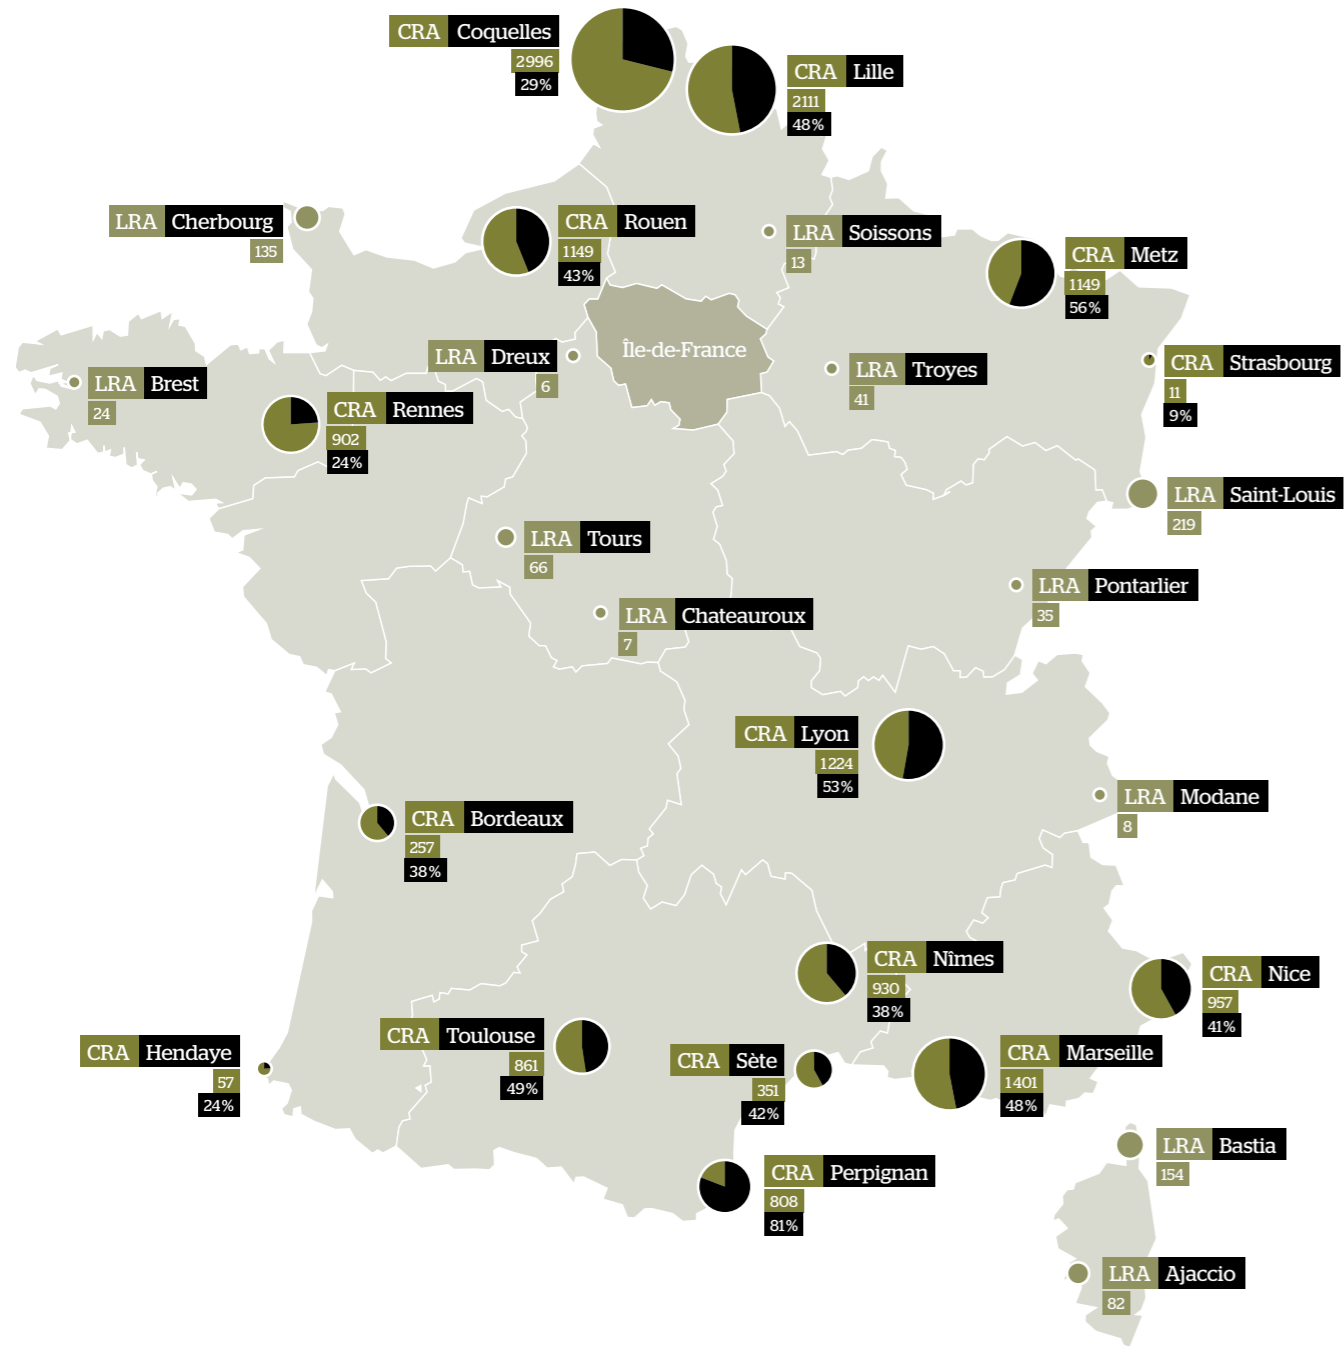 CRA Coquelles
2996
29%
CRA Lille
2111
48%
LRA Cherbourg
135
CRA Rouen
1149
43%
LRA Soissons
13
CRA Metz
1149
56%
Île-de-France
LRA Dreux
6
LRA Brest
24
CRA Rennes
902
24%
LRA Troyes
41
CRA Strasbourg
11
9%
LRA Saint-Louis
219
LRA Tours
66
LRA Pontarlier
35
LRA Chateauroux
7
CRA Lyon
1224
53%
LRA Modane
8
CRA Bordeaux
257
38%
CRA Nîmes
930
38%
CRA Nice
957
41%
CRA Hendaye
57
24%
CRA Toulouse
861
49%
CRA Sète
351
42%
CRA Marseille
1401
48%
LRA Bastia
154
CRA Perpignan
808
81%
LRA Ajaccio
82